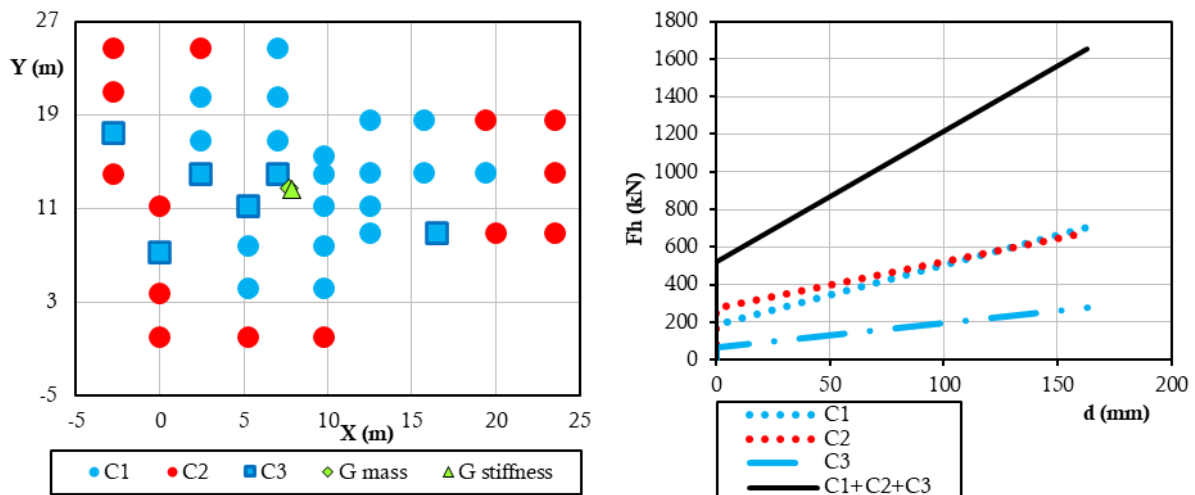 27
Y (m)
19
11
3
-5
-5 0 5 10 15 20 25
X (m)
C1 C2 C3 G mass G stiffness
1800
1600
1400
1200
1000
800
600
400
200
0
Fh (kN)
0 50 100 150 200
d (mm)
C1
C2
C3
C1+C2+C3